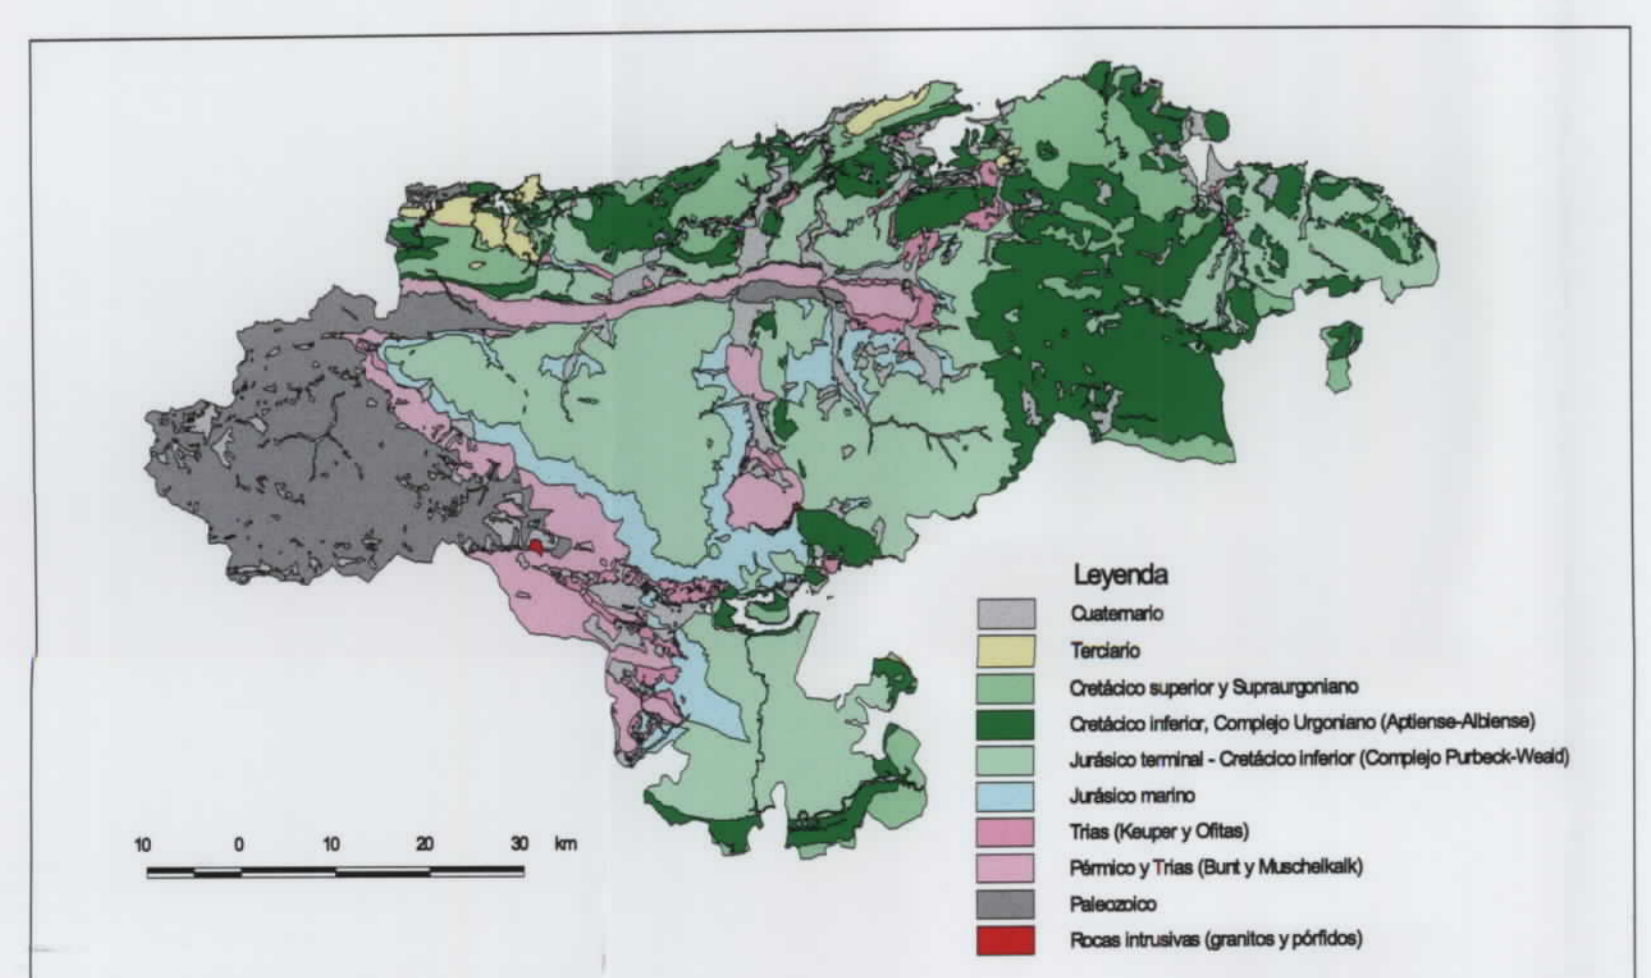 Leyenda
Cuaternario
Terciario
Cretácico superior y Supraurgoniano
Cretácico inferior, Complejo Urgoniano (Aptiense-Albiense)
Jurásico terminal - Cretácico inferior (Complejo Purbeck-Weald)
Jurásico marino
Trias (Keuper y Ofitas)
Pérmico y Trias (Bunt y Muschelkalk)
Paleozoico
Rocas intrusivas (granitos y pórfidos)
10 0 10 20 30 km